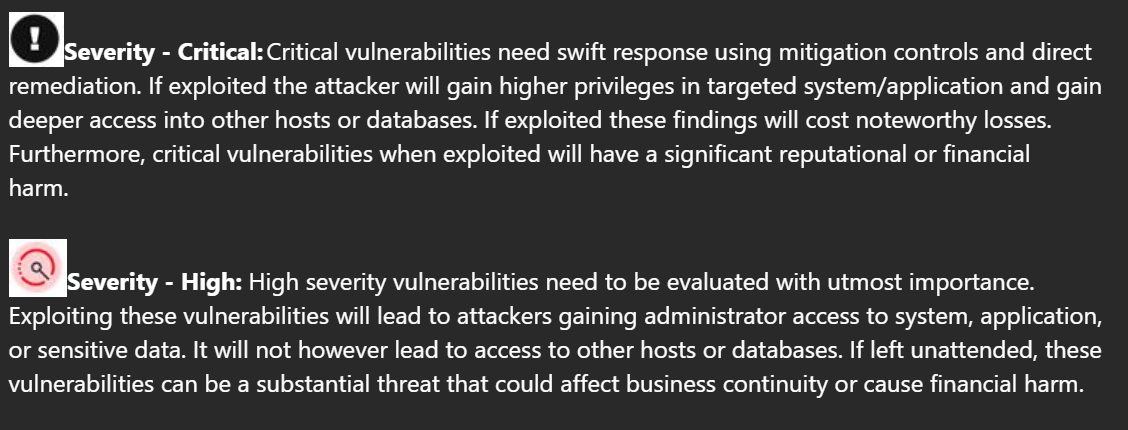 Severity - Critical: Critical vulnerabilities need swift response using mitigation controls and direct
remediation. If exploited the attacker will gain higher privileges in targeted system/application and gain
deeper access into other hosts or databases. If exploited these findings will cost noteworthy losses.
Furthermore, critical vulnerabilities when exploited will have a significant reputational or financial
harm.
Severity - High: High severity vulnerabilities need to be evaluated with utmost importance.
Exploiting these vulnerabilities will lead to attackers gaining administrator access to system, application,
or sensitive data. It will not however lead to access to other hosts or databases. If left unattended, these
vulnerabilities can be a substantial threat that could affect business continuity or cause financial harm.